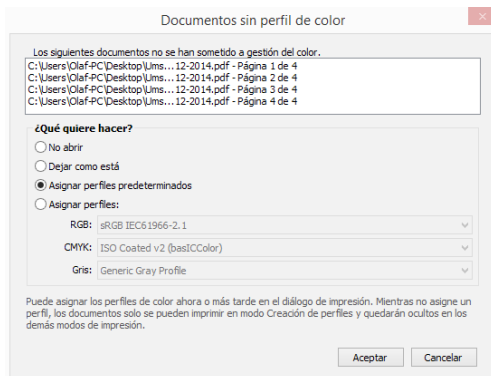 Documentos sin perfil de color
Los siguientes documentos no se han sometido a gestión del color.
C:\Users\Olaf-PC\Desktop\Ums...12-2014.pdf - Página 1 de 4
C:\Users\Olaf-PC\Desktop\Ums...12-2014.pdf - Página 2 de 4
C:\Users\Olaf-PC\Desktop\Ums...12-2014.pdf - Página 3 de 4
C:\Users\Olaf-PC\Desktop\Ums...12-2014.pdf - Página 4 de 4
¿Qué quiere hacer?
No abrir
Dejar como está
Asignar perfiles predeterminados
Asignar perfiles:
RGB: sRGB IEC61966-2.1
CMYK: ISO Coated v2 (basICColor)
Gris: Generic Gray Profile
Puede asignar los perfiles de color ahora o más tarde en el diálogo de impresión. Mientras no asigne un
perfil, los documentos solo se pueden imprimir en modo Creación de perfiles y quedarán ocultos en los
demás modos de impresión.
Aceptar Cancelar